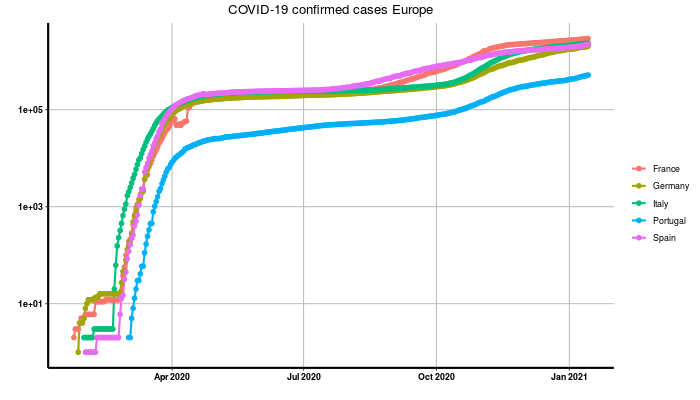 COVID-19 confirmed cases Europe
1e+05
1e+03
1e+01
Apr 2020
Jul 2020
Oct 2020
Jan 2021
France
Germany
Italy
Portugal
Spain